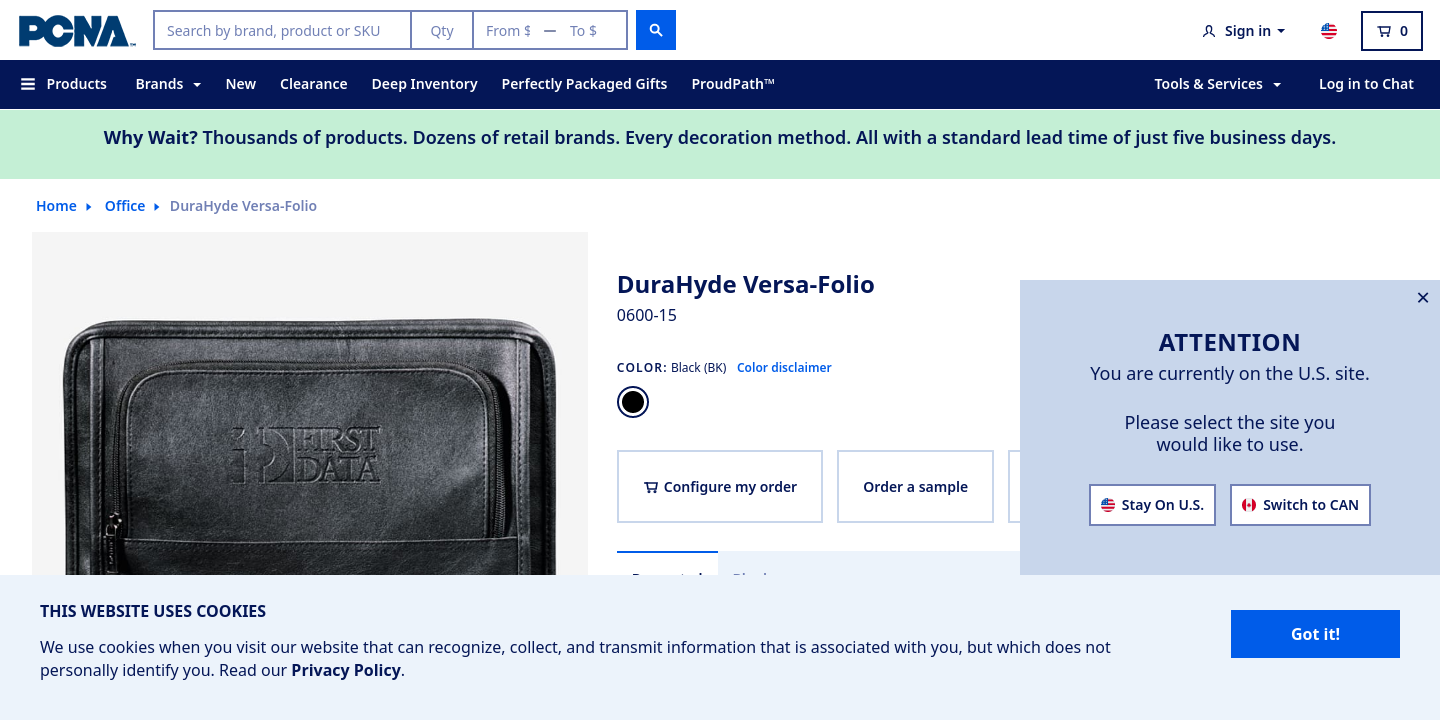 PCNA™
Search by brand, product or SKU
Qty
From $ — To $
Sign in
0
Products
Brands
New
Clearance
Deep Inventory
Perfectly Packaged Gifts
ProudPath™
Tools & Services
Log in to Chat
Why Wait? Thousands of products. Dozens of retail brands. Every decoration method. All with a standard lead time of just five business days.
Home
Office
DuraHyde Versa-Folio
FIRST
DATA
DuraHyde Versa-Folio
0600-15
COLOR: Black (BK) Color disclaimer
Configure my order
Order a sample
×
ATTENTION
You are currently on the U.S. site.
Please select the site you
would like to use.
Stay On U.S.
Switch to CAN
THIS WEBSITE USES COOKIES
We use cookies when you visit our website that can recognize, collect, and transmit information that is associated with you, but which does not
personally identify you. Read our Privacy Policy.
Got it!